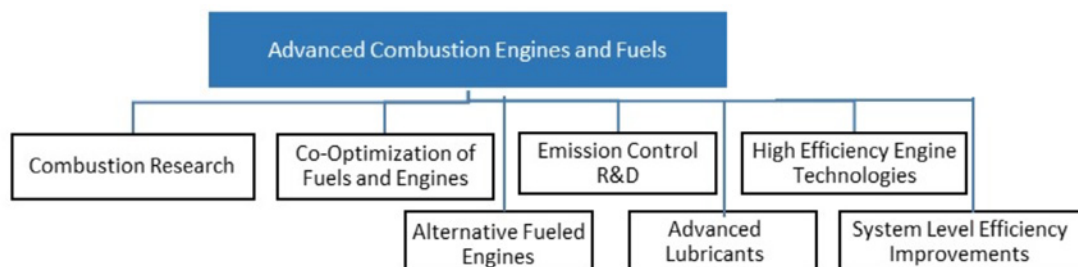 Advanced Combustion Engines and Fuels
Combustion Research
Co-Optimization of
Fuels and Engines
Emission Control
R&D
High Efficiency Engine
Technologies
Alternative Fueled
Engines
Advanced
Lubricants
System Level Efficiency
Improvements